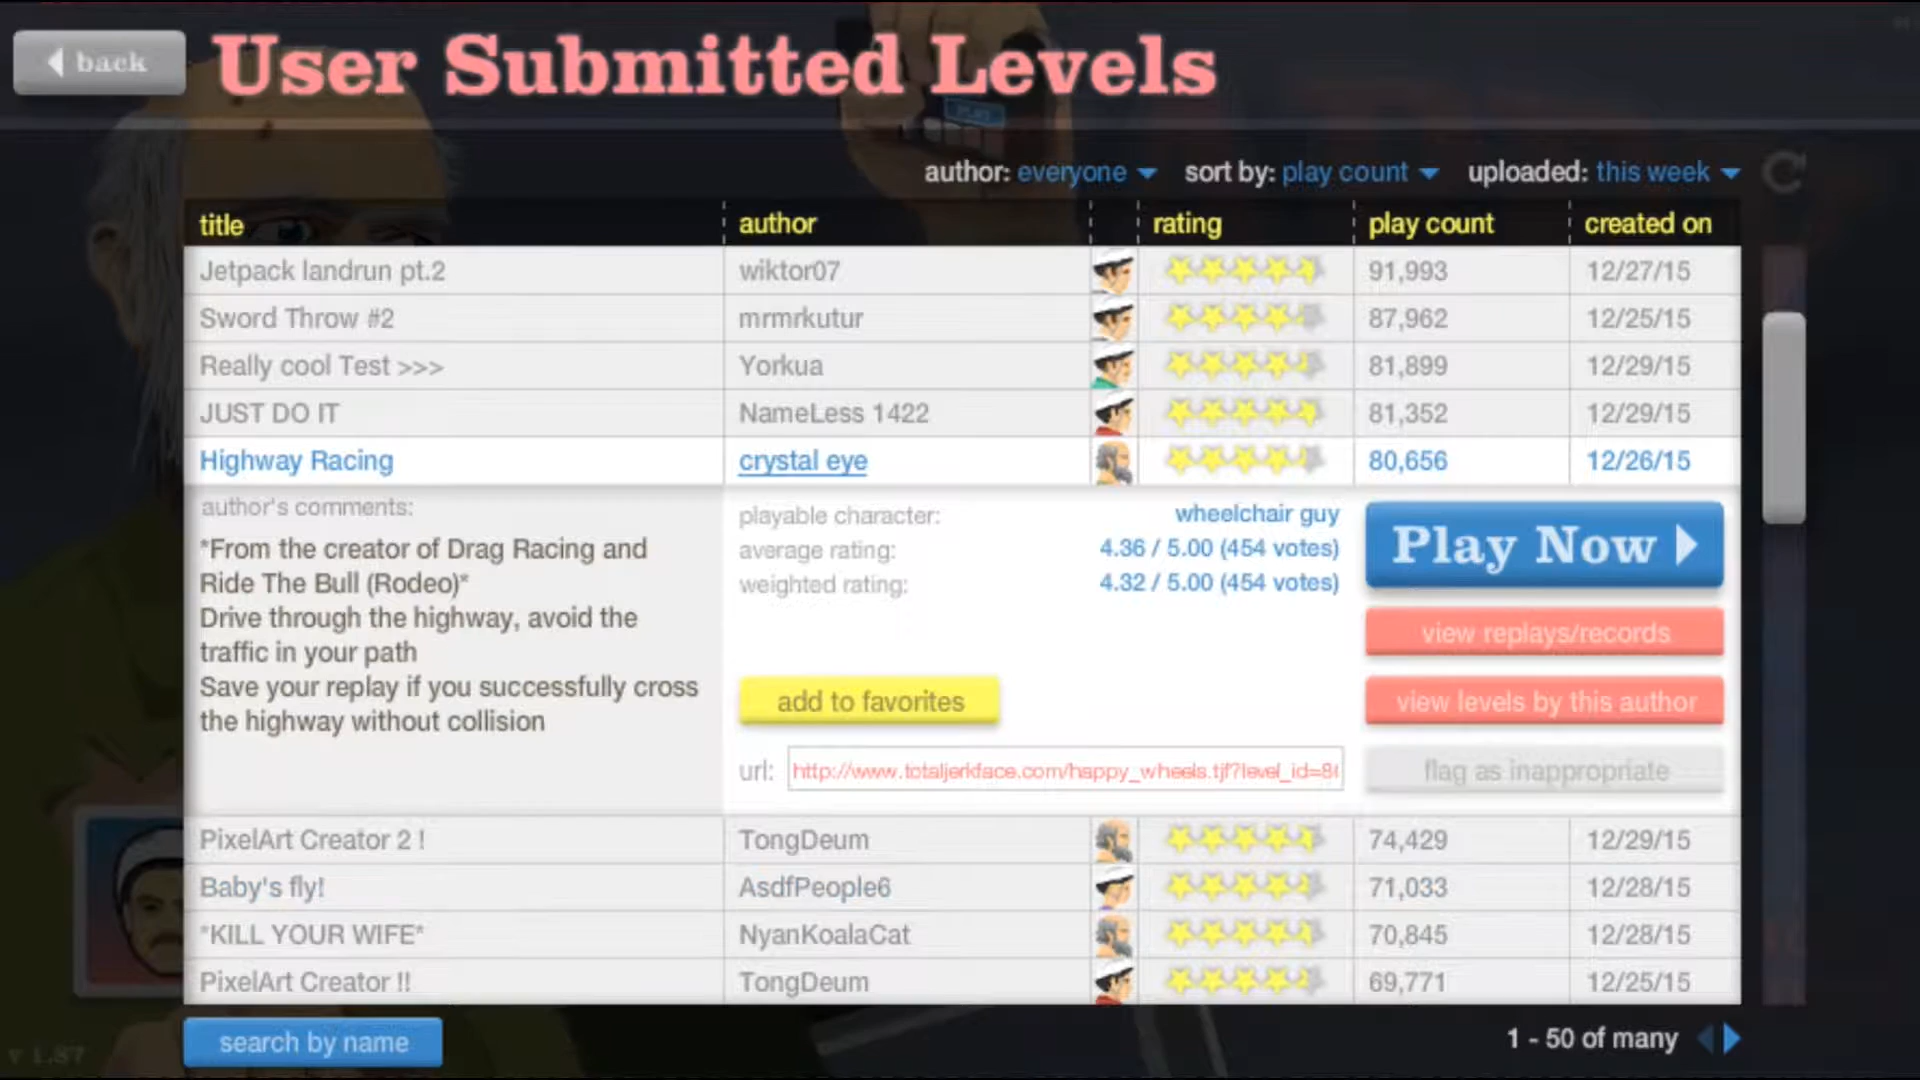 back
User Submitted Levels
author: everyone sort by: play count uploaded: this week
title author rating play count created on
Jetpack landrun pt.2 wiktor07 91,993 12/27/15
Sword Throw #2 mrmrkutur 87,962 12/25/15
Really cool Test >>> Yorkua 81,899 12/29/15
JUST DO IT NameLess 1422 81,352 12/29/15
Highway Racing crystal eye 80,656 12/26/15
author's comments:
*From the creator of Drag Racing and
Ride The Bull (Rodeo)*
Drive through the highway, avoid the
traffic in your path
Save your replay if you successfully cross
the highway without collision
playable character: wheelchair guy
average rating: 4.36 / 5.00 (454 votes)
weighted rating: 4.32 / 5.00 (454 votes)
add to favorites
url: http://www.totaljerkface.com/happy_wheels.tjf?level_id=8
Play Now
view replays/records
view levels by this author
flag as inappropriate
PixelArt Creator 2 ! TongDeum 74,429 12/29/15
Baby's fly! AsdfPeople6 71,033 12/28/15
*KILL YOUR WIFE* NyanKoalaCat 70,845 12/28/15
PixelArt Creator !! TongDeum 69,771 12/25/15
search by name
1 - 50 of many
v 1.87